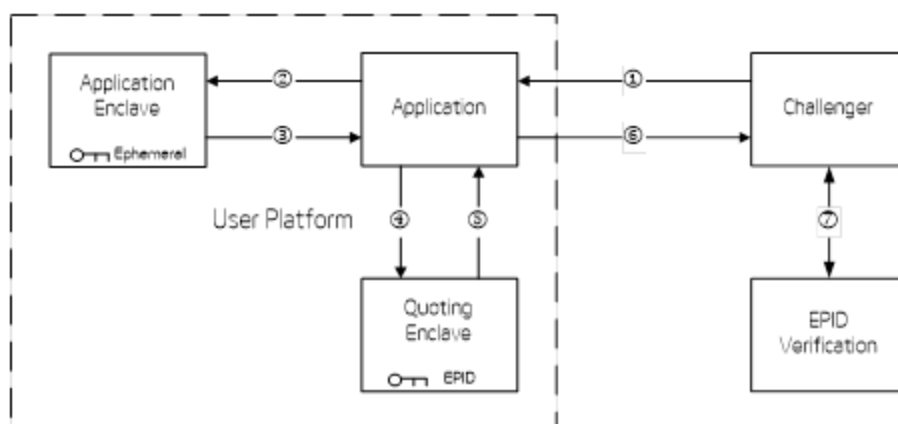 Application
Enclave
Ephemeral
②
③
Application
①
⑥
Challenger
User Platform
④
⑤
⑦
Quoting
Enclave
EPID
EPID
Verification